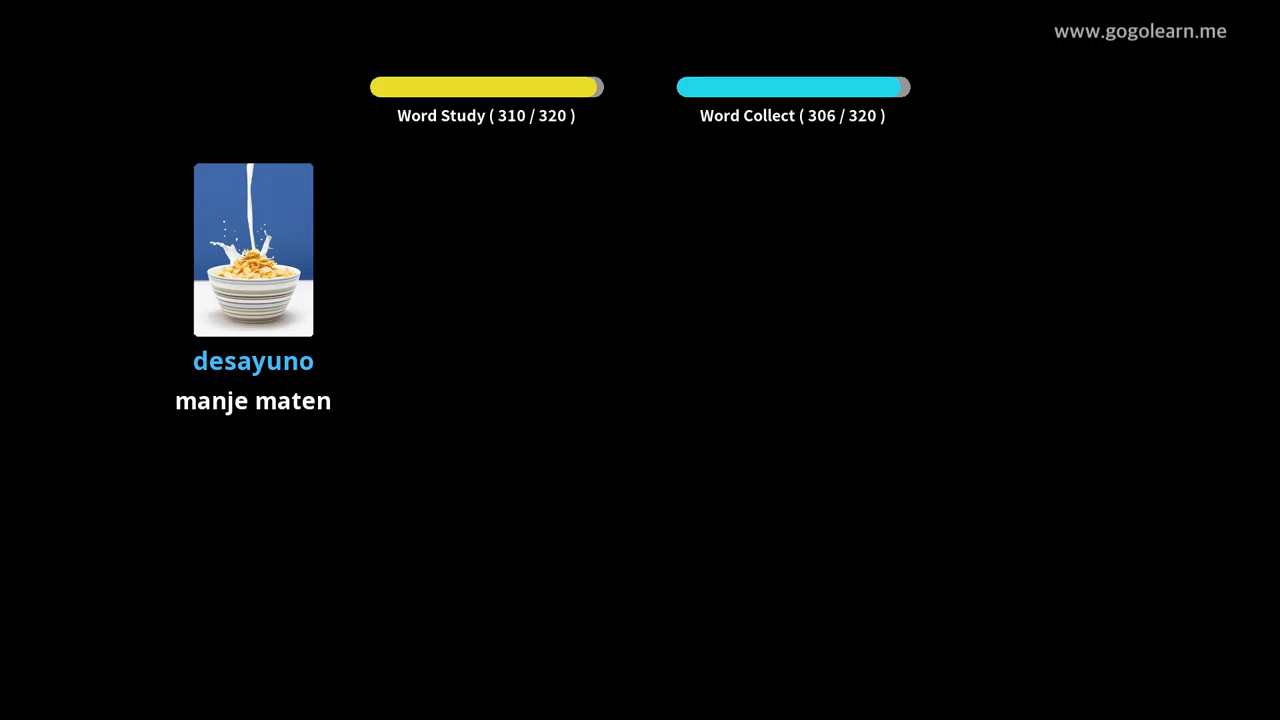 www.gogolearn.me
Word Study ( 310 / 320 )
Word Collect ( 306 / 320 )
desayuno
manje maten